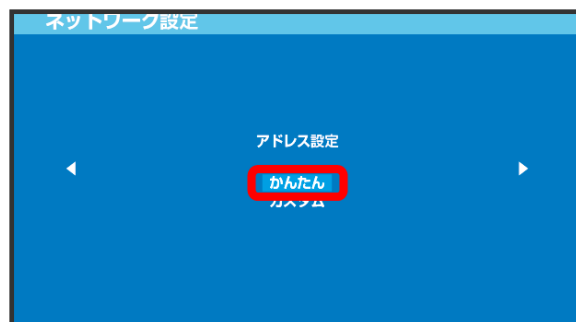 ネットワーク設定
アドレス設定
かんたん
カスタム